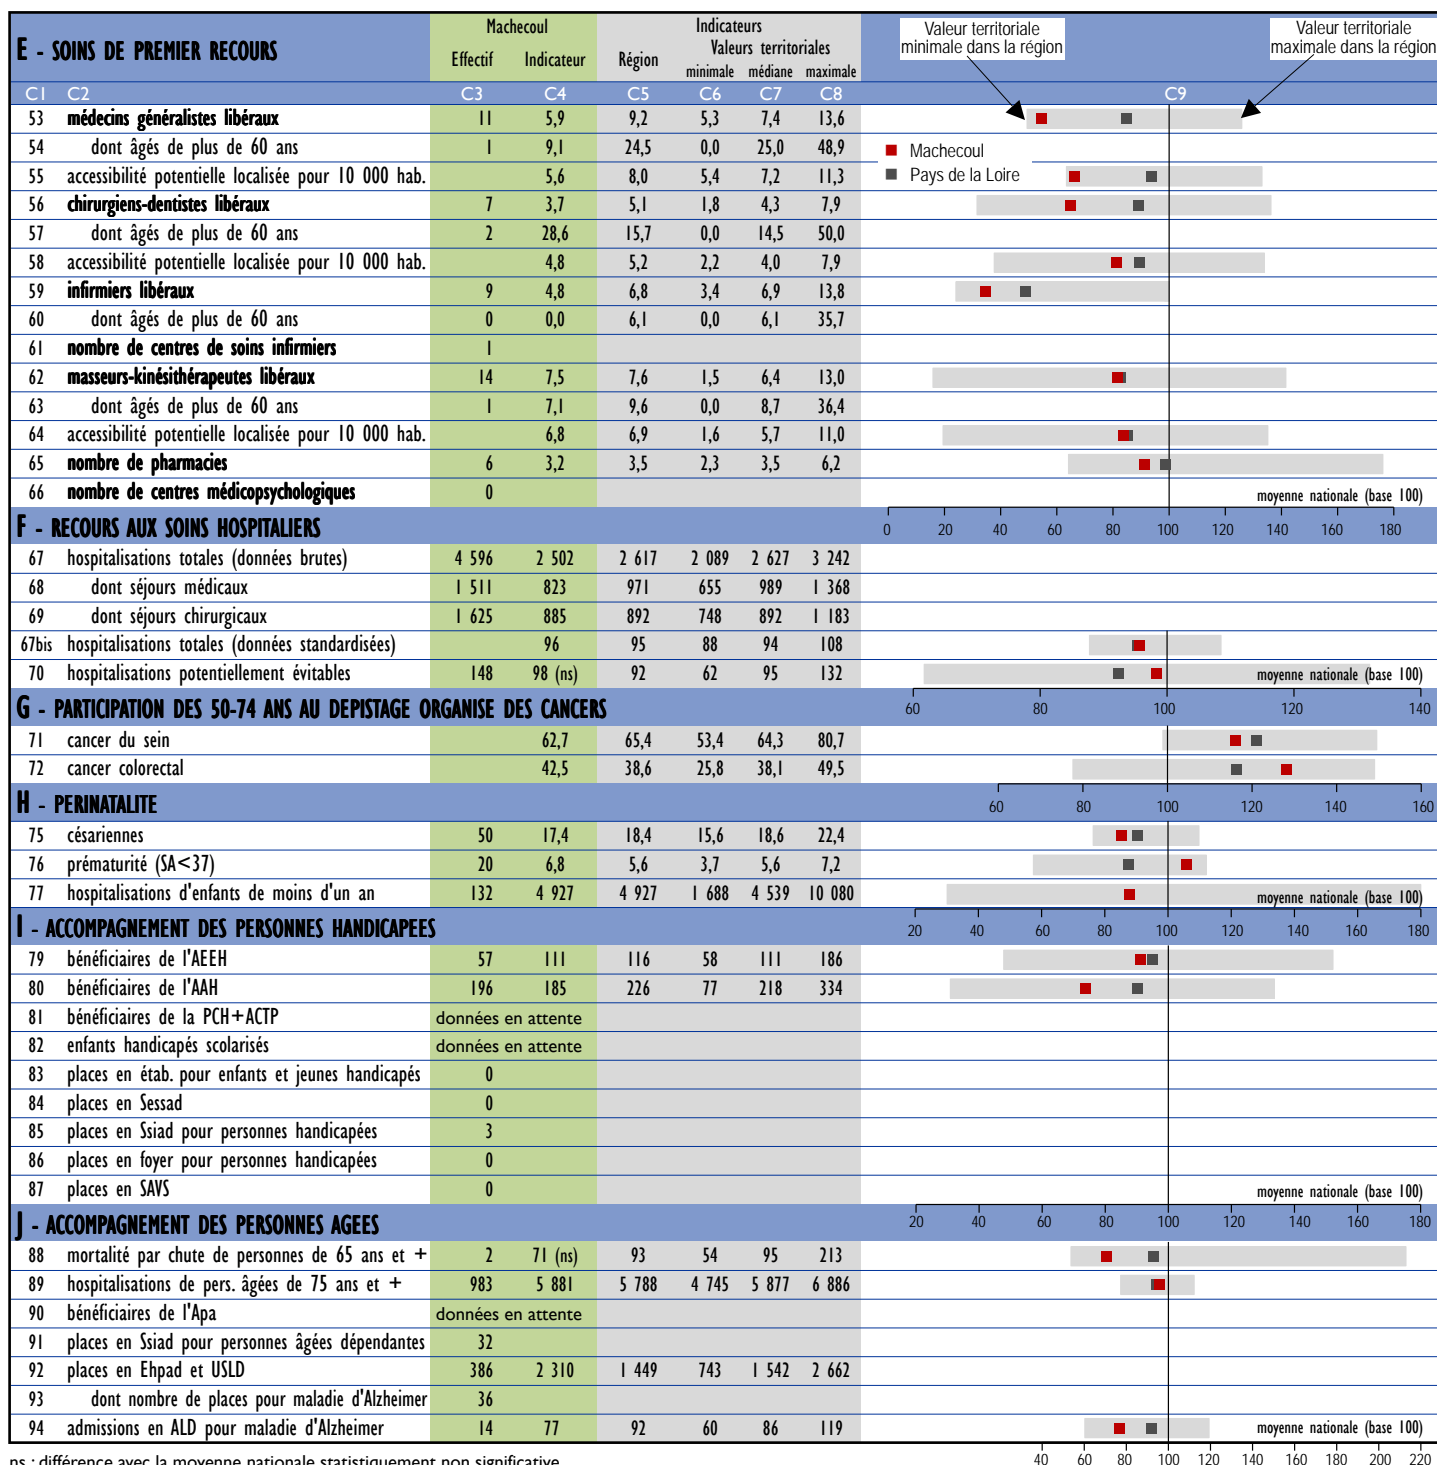 E - SOINS DE PREMIER RECOURS
Machecoul
Effectif Indicateur
Indicateurs
Région
Valeurs territoriales
minimale médiane maximale
Valeur territoriale
minimale dans la région
Valeur territoriale
maximale dans la région
C1 C2 C3 C4 C5 C6 C7 C8 C9
53 médecins généralistes libéraux 11 5,9 9,2 5,3 7,4 13,6
54 dont âgés de plus de 60 ans 1 9,1 24,5 0,0 25,0 48,9
Machecoul
55 accessibilité potentielle localisée pour 10 000 hab. 5,6 8,0 5,4 7,2 11,3
Pays de la Loire
56 chirurgiens-dentistes libéraux 7 3,7 5,1 1,8 4,3 7,9
57 dont âgés de plus de 60 ans 2 28,6 15,7 0,0 14,5 50,0
58 accessibilité potentielle localisée pour 10 000 hab. 4,8 5,2 2,2 4,0 7,9
59 infirmiers libéraux 9 4,8 6,8 3,4 6,9 13,8
60 dont âgés de plus de 60 ans 0 0,0 6,1 0,0 6,1 35,7
61 nombre de centres de soins infirmiers 1
62 masseurs-kinésithérapeutes libéraux 14 7,5 7,6 1,5 6,4 13,0
63 dont âgés de plus de 60 ans 1 7,1 9,6 0,0 8,7 36,4
64 accessibilité potentielle localisée pour 10 000 hab. 6,8 6,9 1,6 5,7 11,0
65 nombre de pharmacies 6 3,2 3,5 2,3 3,5 6,2
66 nombre de centres médicopsychologiques 0 moyenne nationale (base 100)
F - RECOURS AUX SOINS HOSPITALIERS 0 20 40 60 80 100 120 140 160 180
67 hospitalisations totales (données brutes) 4 596 2 502 2 617 2 089 2 627 3 242
68 dont séjours médicaux 1 511 823 971 655 989 1 368
69 dont séjours chirurgicaux 1 625 885 892 748 892 1 183
67bis hospitalisations totales (données standardisées) 96 95 88 94 108
70 hospitalisations potentiellement évitables 148 98 (ns) 92 62 95 132 moyenne nationale (base 100)
G - PARTICIPATION DES 50-74 ANS AU DEPISTAGE ORGANISE DES CANCERS 60 80 100 120 140
71 cancer du sein 62,7 65,4 53,4 64,3 80,7
72 cancer colorectal 42,5 38,6 25,8 38,1 49,5
H - PERINATALITE 60 80 100 120 140 160
75 césariennes 50 17,4 18,4 15,6 18,6 22,4
76 prématurité (SA<37) 20 6,8 5,6 3,7 5,6 7,2
77 hospitalisations d'enfants de moins d'un an 132 4 927 4 927 1 688 4 539 10 080 moyenne nationale (base 100)
I - ACCOMPAGNEMENT DES PERSONNES HANDICAPEES 20 40 60 80 100 120 140 160 180
79 bénéficiaires de l'AEEH 57 111 116 58 111 186
80 bénéficiaires de l'AAH 196 185 226 77 218 334
81 bénéficiaires de la PCH+ACTP données en attente
82 enfants handicapés scolarisés données en attente
83 places en étab. pour enfants et jeunes handicapés 0
84 places en Sessad 0
85 places en Ssiad pour personnes handicapées 3
86 places en foyer pour personnes handicapées 0
87 places en SAVS 0 moyenne nationale (base 100)
J - ACCOMPAGNEMENT DES PERSONNES AGEES 20 40 60 80 100 120 140 160 180
88 mortalité par chute de personnes de 65 ans et + 2 71 (ns) 93 54 95 213
89 hospitalisations de pers. âgées de 75 ans et + 983 5 881 5 788 4 745 5 877 6 886
90 bénéficiaires de l'Apa données en attente
91 places en Ssiad pour personnes âgées dépendantes 32
92 places en Ehpad et USLD 386 2 310 1 449 743 1 542 2 662
93 dont nombre de places pour maladie d'Alzheimer 36
94 admissions en ALD pour maladie d'Alzheimer 14 77 92 60 86 119 moyenne nationale (base 100)
40 60 80 100 120 140 160 180 200 220
ns : différence avec la moyenne nationale statistiquement non significative